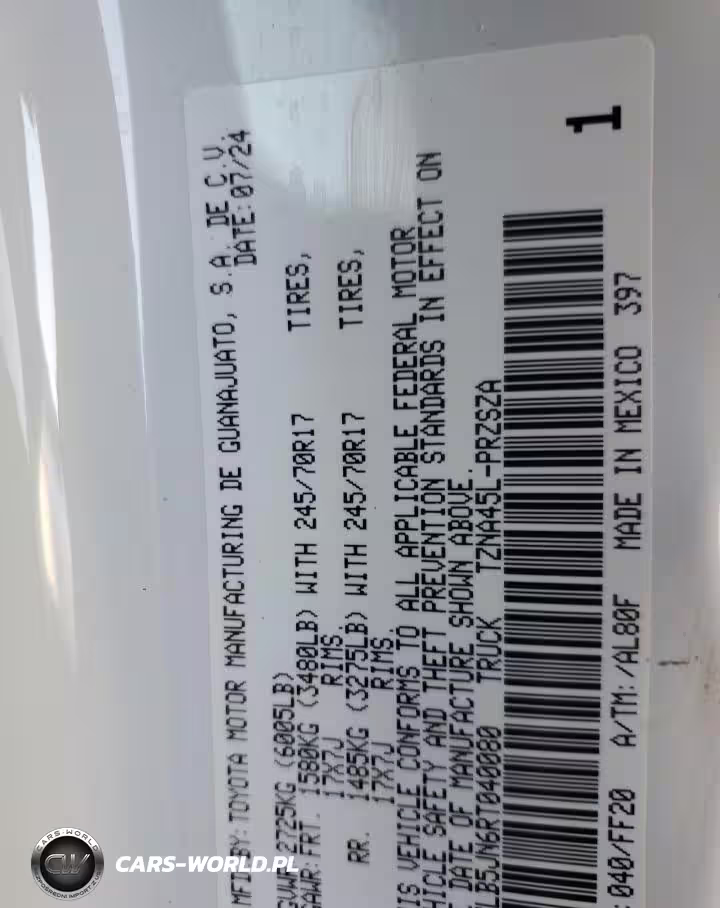 MFD.BY: TOYOTA MOTOR MANUFACTURING DE GUANAJUATO, S.A. DE C.V.
DATE: 07/24
GVWR 2725KG (6005LB)
GAWR: FRT. 1580KG (3480LB) WITH 245/70R17 TIRES,
17X7J RIMS
RR. 1485KG (3275LB) WITH 245/70R17 TIRES,
17X7J RIMS
IS VEHICLE CONFORMS TO ALL APPLICABLE FEDERAL MOTOR
HICLE SAFETY AND THEFT PREVENTION STANDARDS IN EFFECT ON
E DATE OF MANUFACTURE SHOWN ABOVE.
LB5JN6RT040080 TRUCK TZNA45L-PRZSZA
: 040/FF20 A/TM: /AL80F MADE IN MEXICO 397
1
CARS-WORLD
CW
CARS-WORLD.PL